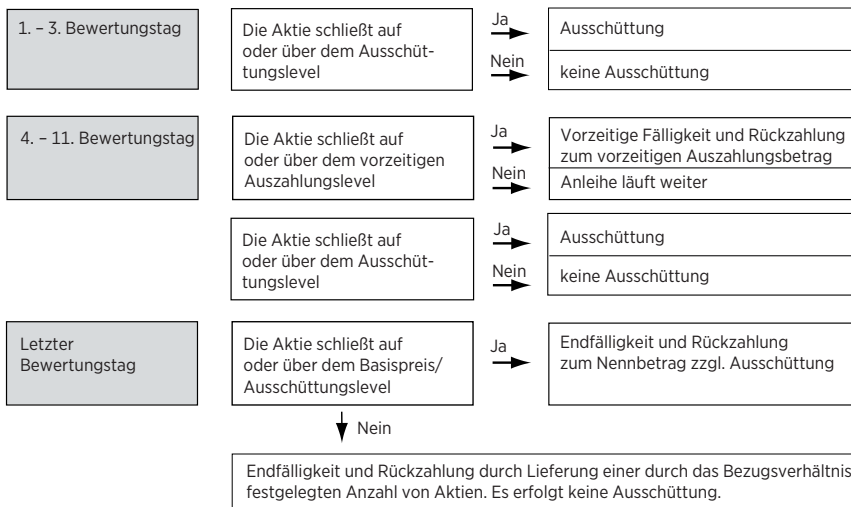 1. – 3. Bewertungstag
Die Aktie schließt auf
oder über dem Ausschüt-
tungslevel
Ja
Ausschüttung
Nein
keine Ausschüttung
4. – 11. Bewertungstag
Die Aktie schließt auf
oder über dem vorzeitigen
Auszahlungslevel
Ja
Vorzeitige Fälligkeit und Rückzahlung
zum vorzeitigen Auszahlungsbetrag
Nein
Anleihe läuft weiter
Die Aktie schließt auf
oder über dem Ausschüt-
tungslevel
Ja
Ausschüttung
Nein
keine Ausschüttung
Letzter
Bewertungstag
Die Aktie schließt auf
oder über dem Basispreis/
Ausschüttungslevel
Ja
Endfälligkeit und Rückzahlung
zum Nennbetrag zzgl. Ausschüttung
Nein
Endfälligkeit und Rückzahlung durch Lieferung einer durch das Bezugsverhältnis
festgelegten Anzahl von Aktien. Es erfolgt keine Ausschüttung.